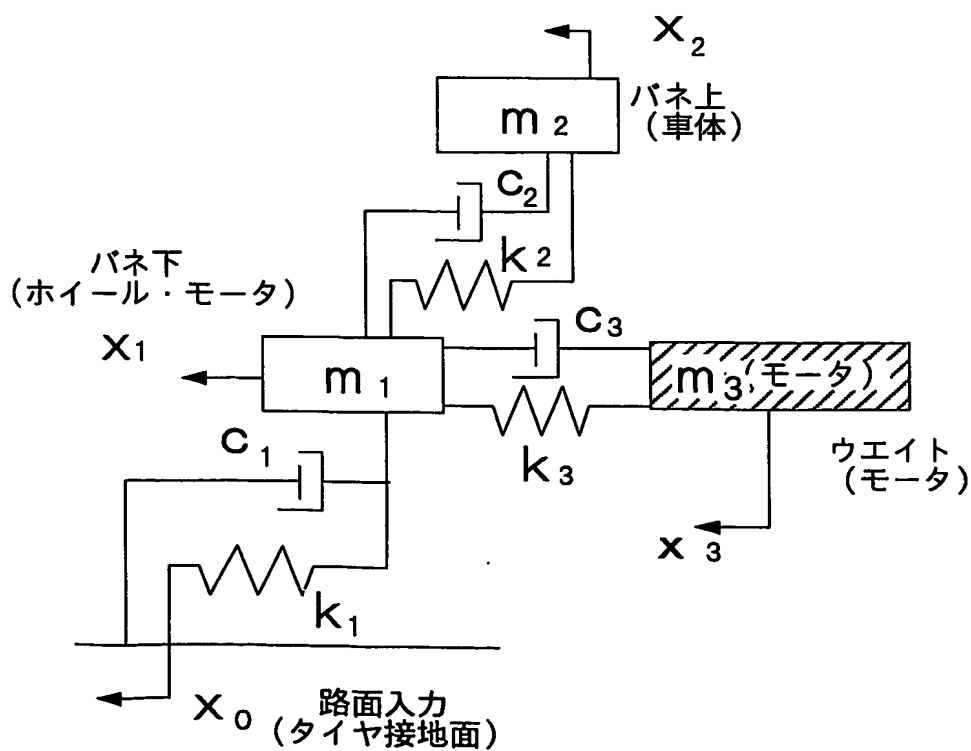 X2
m2
バネ上
(車体)
C2
k2
バネ下
(ホイール・モータ)
X1
m1
C3
k3
m3(モータ)
ウエイト
(モータ)
x3
C1
k1
X0
路面入力
(タイヤ接地面)